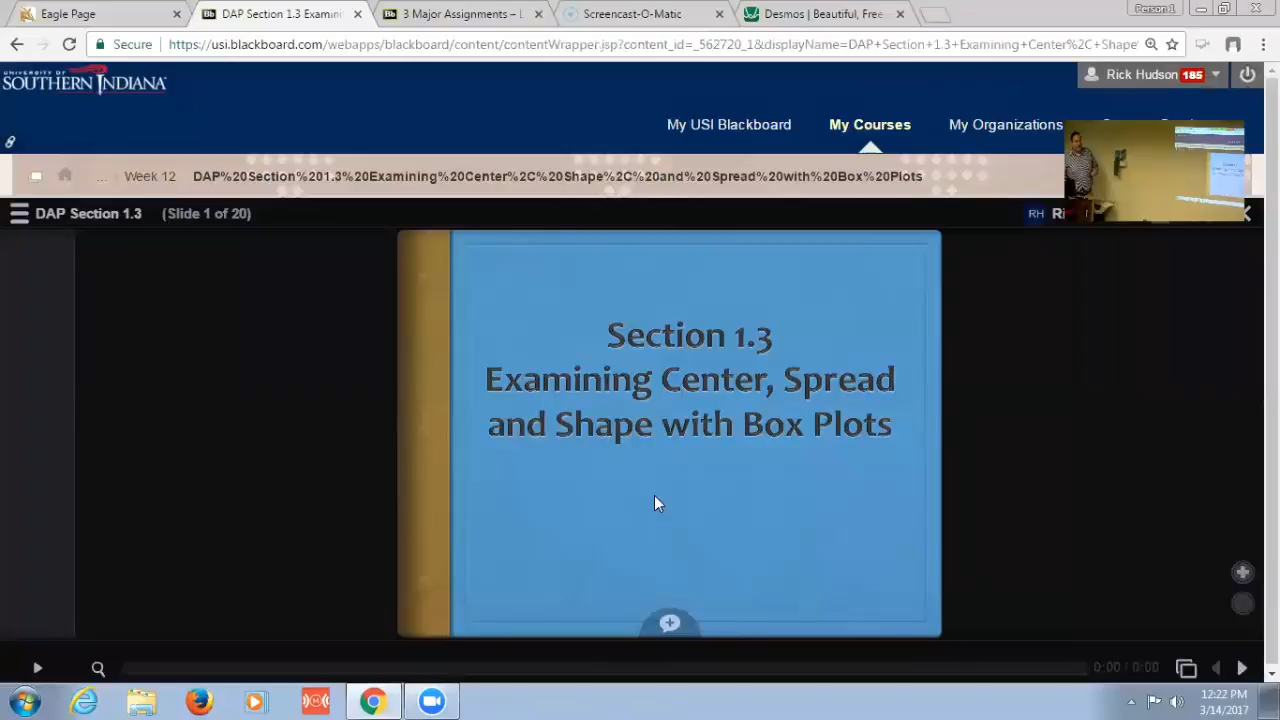 Eagle Page
DAP Section 1.3 Examini
3 Major Assignments – L
Screencast-O-Matic
Desmos | Beautiful, Free
Person 1
Secure
https://usi.blackboard.com/webapps/blackboard/content/contentWrapper.jsp?content_id=_562720_1&displayName=DAP+Section+1.3+Examining+Center%2C+Shape
UNIVERSITY OF
SOUTHERN INDIANA
Rick Hudson 185
My USI Blackboard
My Courses
My Organizations
... Week 12 DAP%20Section%201.3%20Examining%20Center%2C%20Shape%2C%20and%20Spread%20with%20Box%20Plots
DAP Section 1.3 (Slide 1 of 20)
RH
Section 1.3
Examining Center, Spread
and Shape with Box Plots
0:00 / 0:00
12:22 PM
3/14/2017